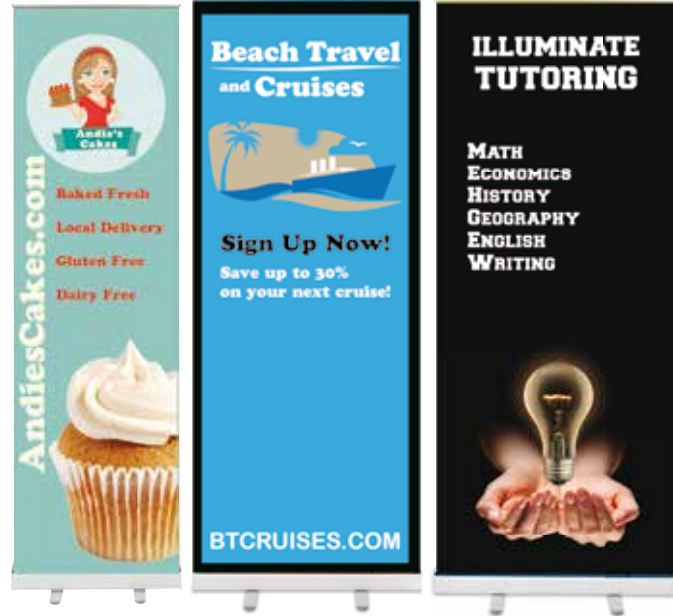 Andie's
Cakes
AndiesCakes.com
Baked Fresh
Local Delivery
Gluten Free
Dairy Free
Beach Travel
and Cruises
Sign Up Now!
Save up to 30%
on your next cruise!
BTCRUISES.COM
ILLUMINATE
TUTORING
MATH
ECONOMICS
HISTORY
GEOGRAPHY
ENGLISH
WRITING